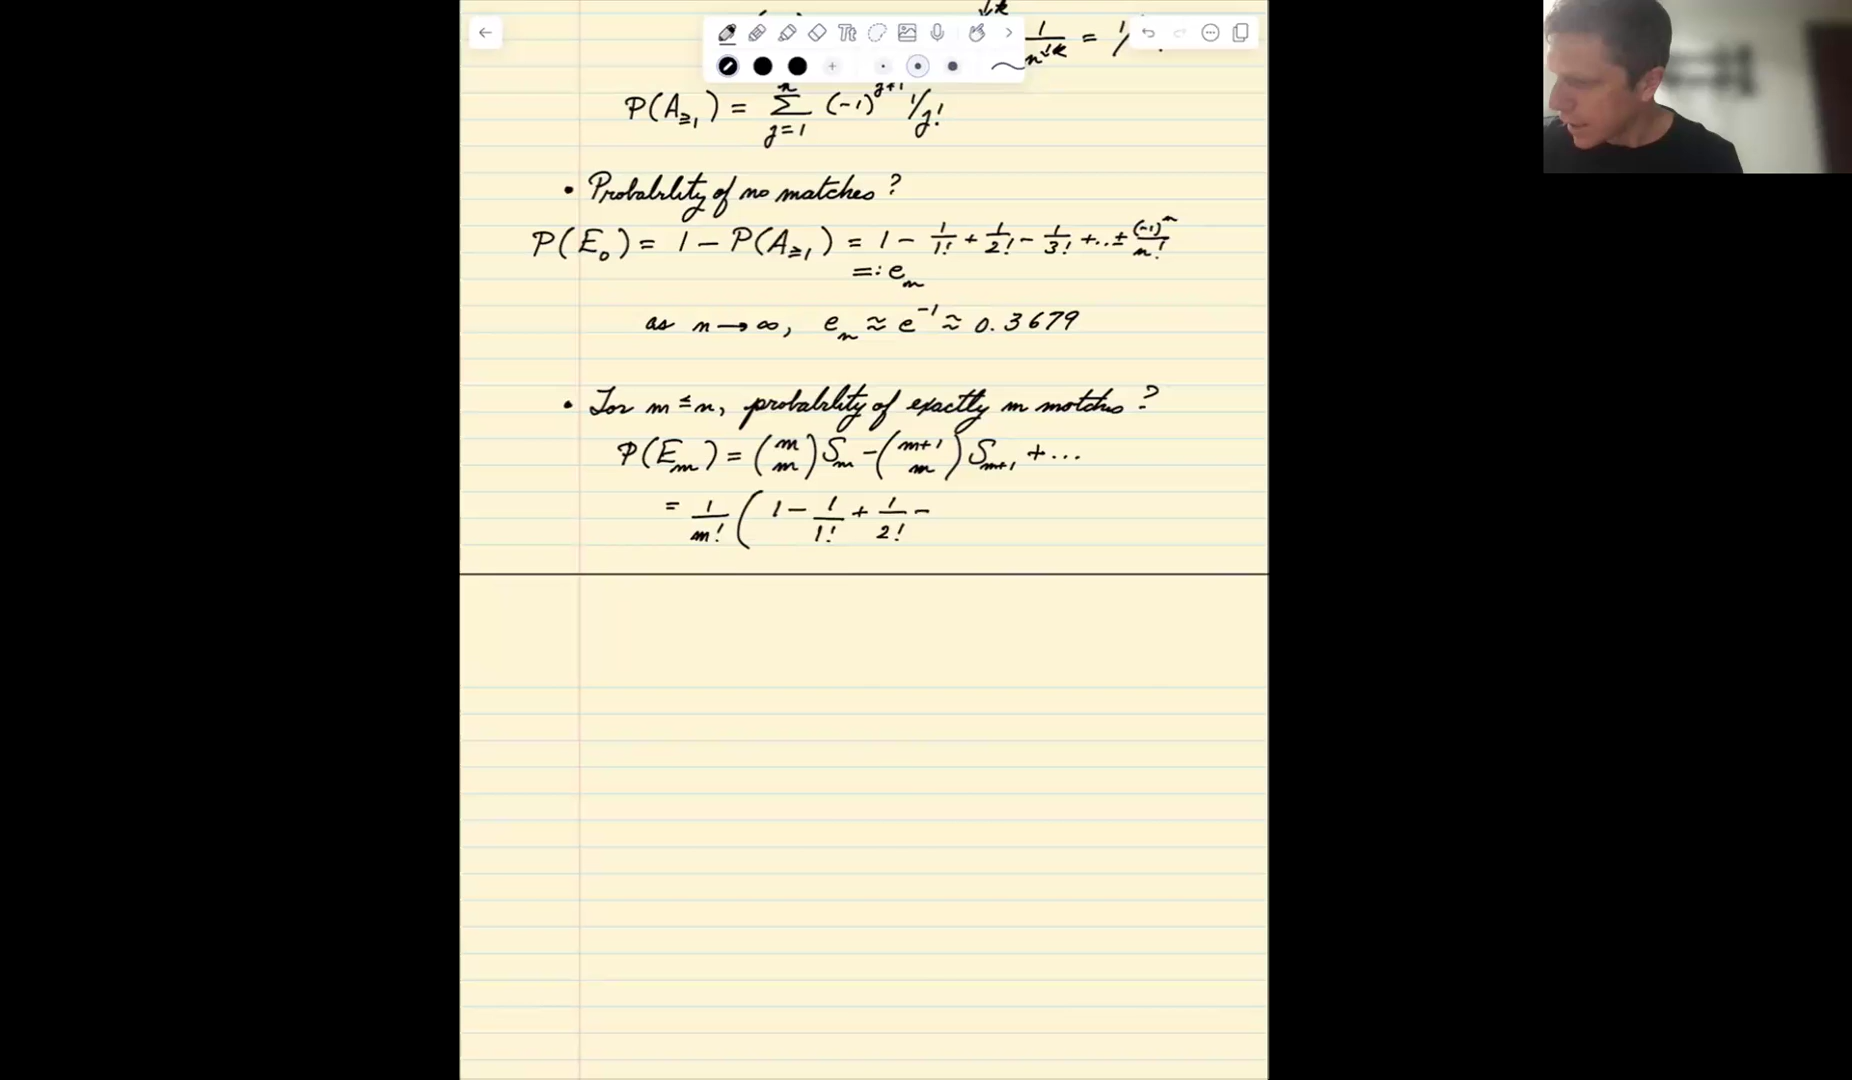 ↓k
1/n^{↓k} = 1/
P(A≥1) = Σ_{j=1}^{n} (-1)^{j+1} 1/j!
• Probability of no matches?
P(E₀) = 1 - P(A≥1) = 1 - 1/1! + 1/2! - 1/3! +..± (-1)^n/n!
=: e_n
as n→∞, e_n ≈ e^{-1} ≈ 0.3679
• For m ≤ n, probability of exactly m matches?
P(E_m) = (m m) S_m - (m+1 m) S_{m+1} + ...
= 1/m! ( 1 - 1/1! + 1/2! -